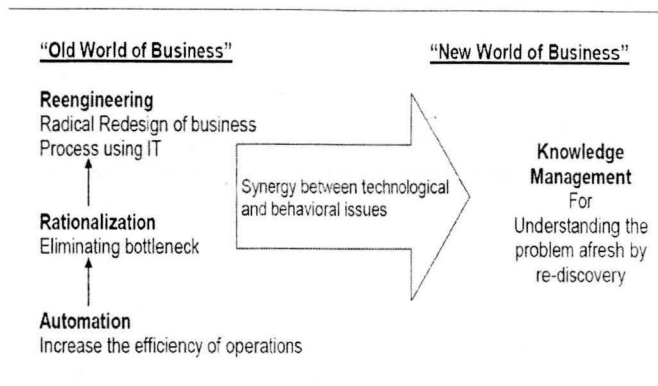 "Old World of Business"
"New World of Business"
Reengineering
Radical Redesign of business
Process using IT
Rationalization
Eliminating bottleneck
Automation
Increase the efficiency of operations
Synergy between technological
and behavioral issues
Knowledge
Management
For
Understanding the
problem afresh by
re-discovery